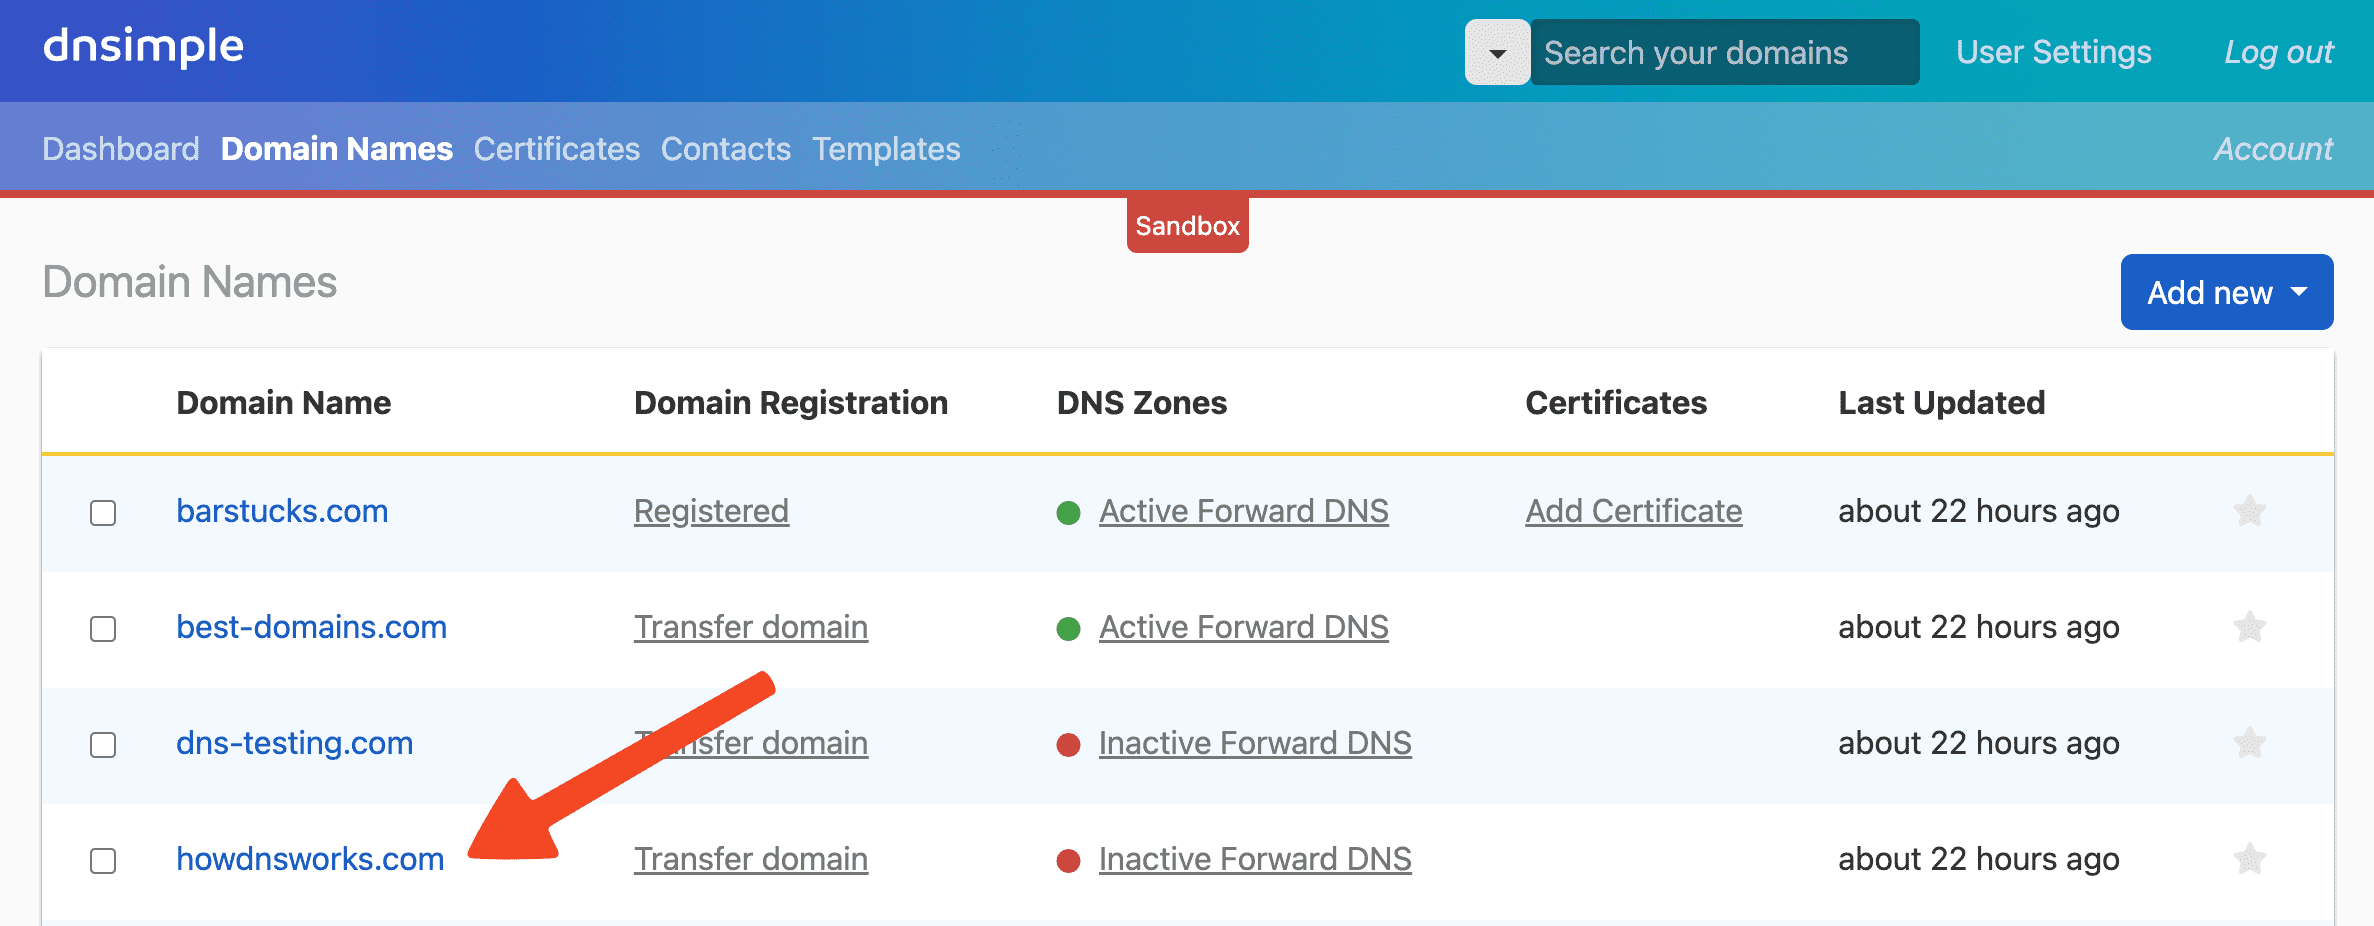 dnsimple
Search your domains
User Settings
Log out
Dashboard Domain Names Certificates Contacts Templates
Account
Sandbox
Domain Names
Add new
Domain Name Domain Registration DNS Zones Certificates Last Updated
barstucks.com Registered Active Forward DNS Add Certificate about 22 hours ago
best-domains.com Transfer domain Active Forward DNS about 22 hours ago
dns-testing.com Transfer domain Inactive Forward DNS about 22 hours ago
howdnsworks.com Transfer domain Inactive Forward DNS about 22 hours ago